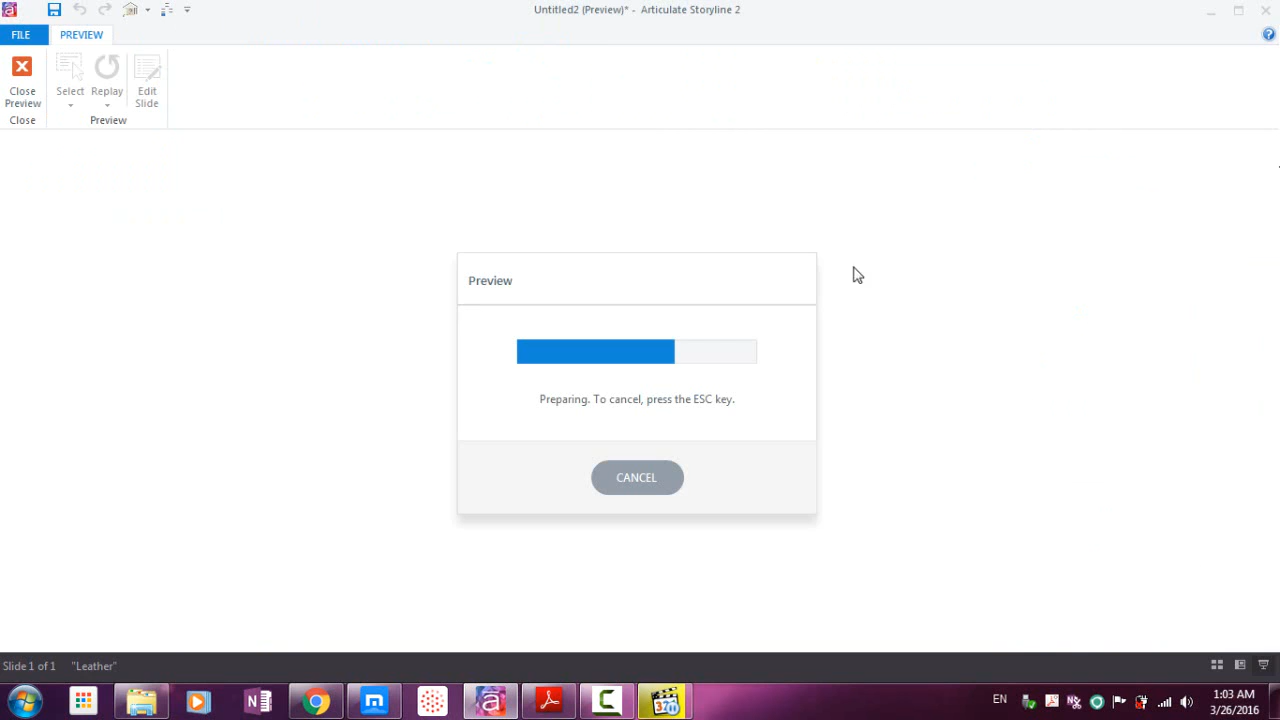 Untitled2 (Preview)* - Articulate Storyline 2
FILE
PREVIEW
Close Preview
Select
Replay
Edit Slide
Close
Preview
Preview
Preparing. To cancel, press the ESC key.
CANCEL
Slide 1 of 1
"Leather"
EN
1:03 AM
3/26/2016